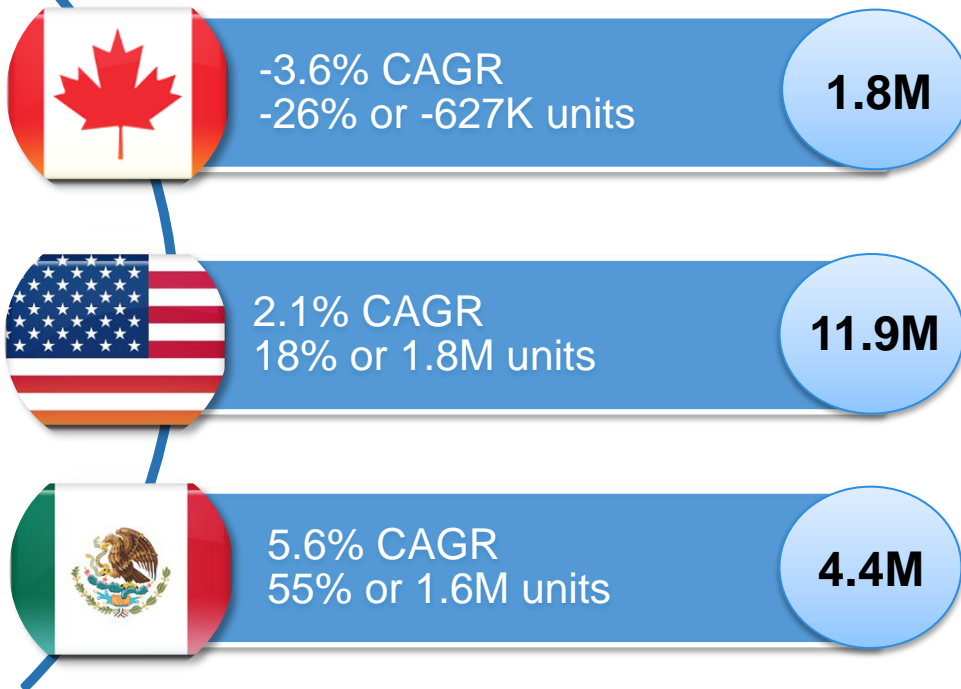 -3.6% CAGR
-26% or -627K units
1.8M
2.1% CAGR
18% or 1.8M units
11.9M
5.6% CAGR
55% or 1.6M units
4.4M